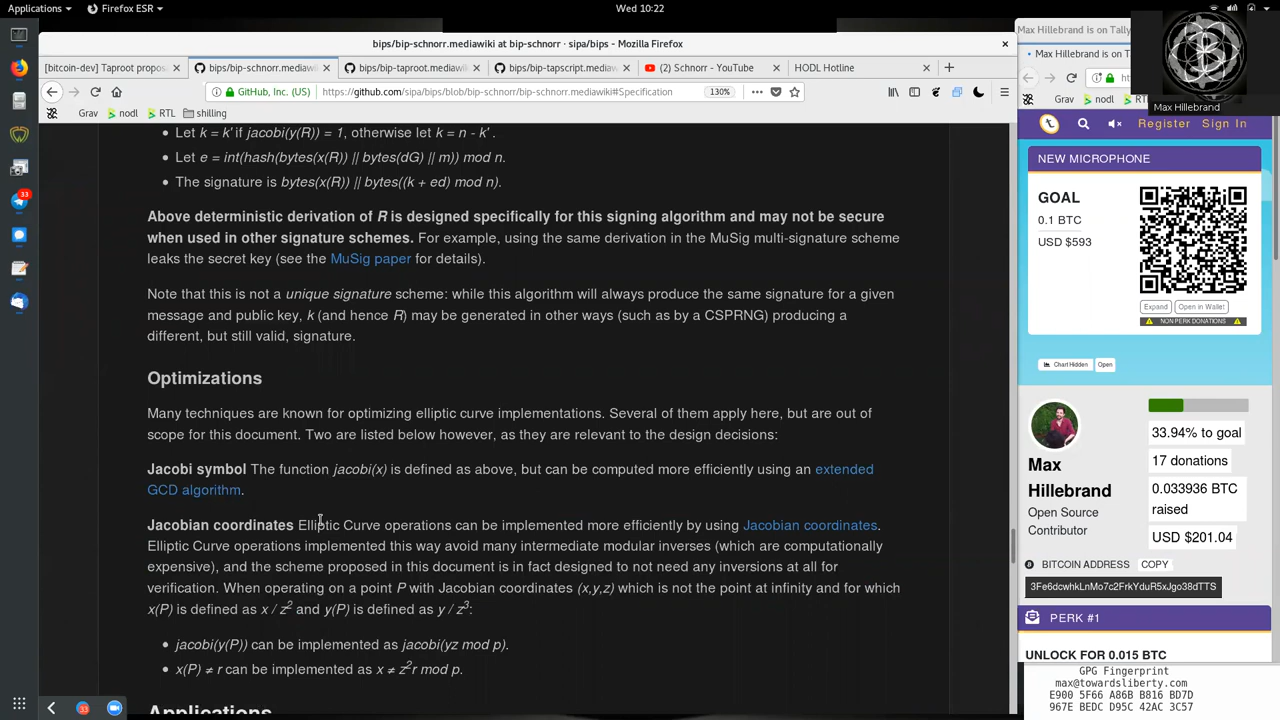 Applications
Firefox ESR
Wed 10:22
bips/bip-schnorr.mediawiki at bip-schnorr · sipa/bips - Mozilla Firefox
[bitcoin-dev] Taproot propos
bips/bip-schnorr.mediawiki
bips/bip-taproot.mediawiki
bips/bip-tapscript.mediaw
(2) Schnorr - YouTube
HODL Hotline
GitHub, Inc. (US)
https://github.com/sipa/bips/blob/bip-schnorr/bip-schnorr.mediawiki#Specification
130%
Grav
nodl
RTL
shilling
Let k = k' if jacobi(y(R)) = 1, otherwise let k = n - k' .
Let e = int(hash(bytes(x(R)) || bytes(dG) || m)) mod n.
The signature is bytes(x(R)) || bytes((k + ed) mod n).
Above deterministic derivation of R is designed specifically for this signing algorithm and may not be secure
when used in other signature schemes. For example, using the same derivation in the MuSig multi-signature scheme
leaks the secret key (see the MuSig paper for details).
Note that this is not a unique signature scheme: while this algorithm will always produce the same signature for a given
message and public key, k (and hence R) may be generated in other ways (such as by a CSPRNG) producing a
different, but still valid, signature.
Optimizations
Many techniques are known for optimizing elliptic curve implementations. Several of them apply here, but are out of
scope for this document. Two are listed below however, as they are relevant to the design decisions:
Jacobi symbol The function jacobi(x) is defined as above, but can be computed more efficiently using an extended
GCD algorithm.
Jacobian coordinates Elliptic Curve operations can be implemented more efficiently by using Jacobian coordinates.
Elliptic Curve operations implemented this way avoid many intermediate modular inverses (which are computationally
expensive), and the scheme proposed in this document is in fact designed to not need any inversions at all for
verification. When operating on a point P with Jacobian coordinates (x,y,z) which is not the point at infinity and for which
x(P) is defined as x / z² and y(P) is defined as y / z³:
jacobi(y(P)) can be implemented as jacobi(yz mod p).
x(P) ≠ r can be implemented as x ≠ z²r mod p.
Applications
33
33
Max Hillebrand is on Tally
Max Hillebrand is on T
Max Hillebrand
Grav
nodl
Register
Sign In
NEW MICROPHONE
GOAL
0.1 BTC
USD $593
Expand
Open in Wallet
NON PERK DONATIONS
Chart Hidden
Open
Max
Hillebrand
Open Source
Contributor
33.94% to goal
17 donations
0.033936 BTC
raised
USD $201.04
BITCOIN ADDRESS COPY
3Fe6dcwhkLnMo7c2FrkYduR5xJgo38dTTS
PERK #1
UNLOCK FOR 0.015 BTC
GPG Fingerprint
max@towardsliberty.com
E900 5F66 A86B B816 BD7D
967E BEDC D95C 42AC 3C57